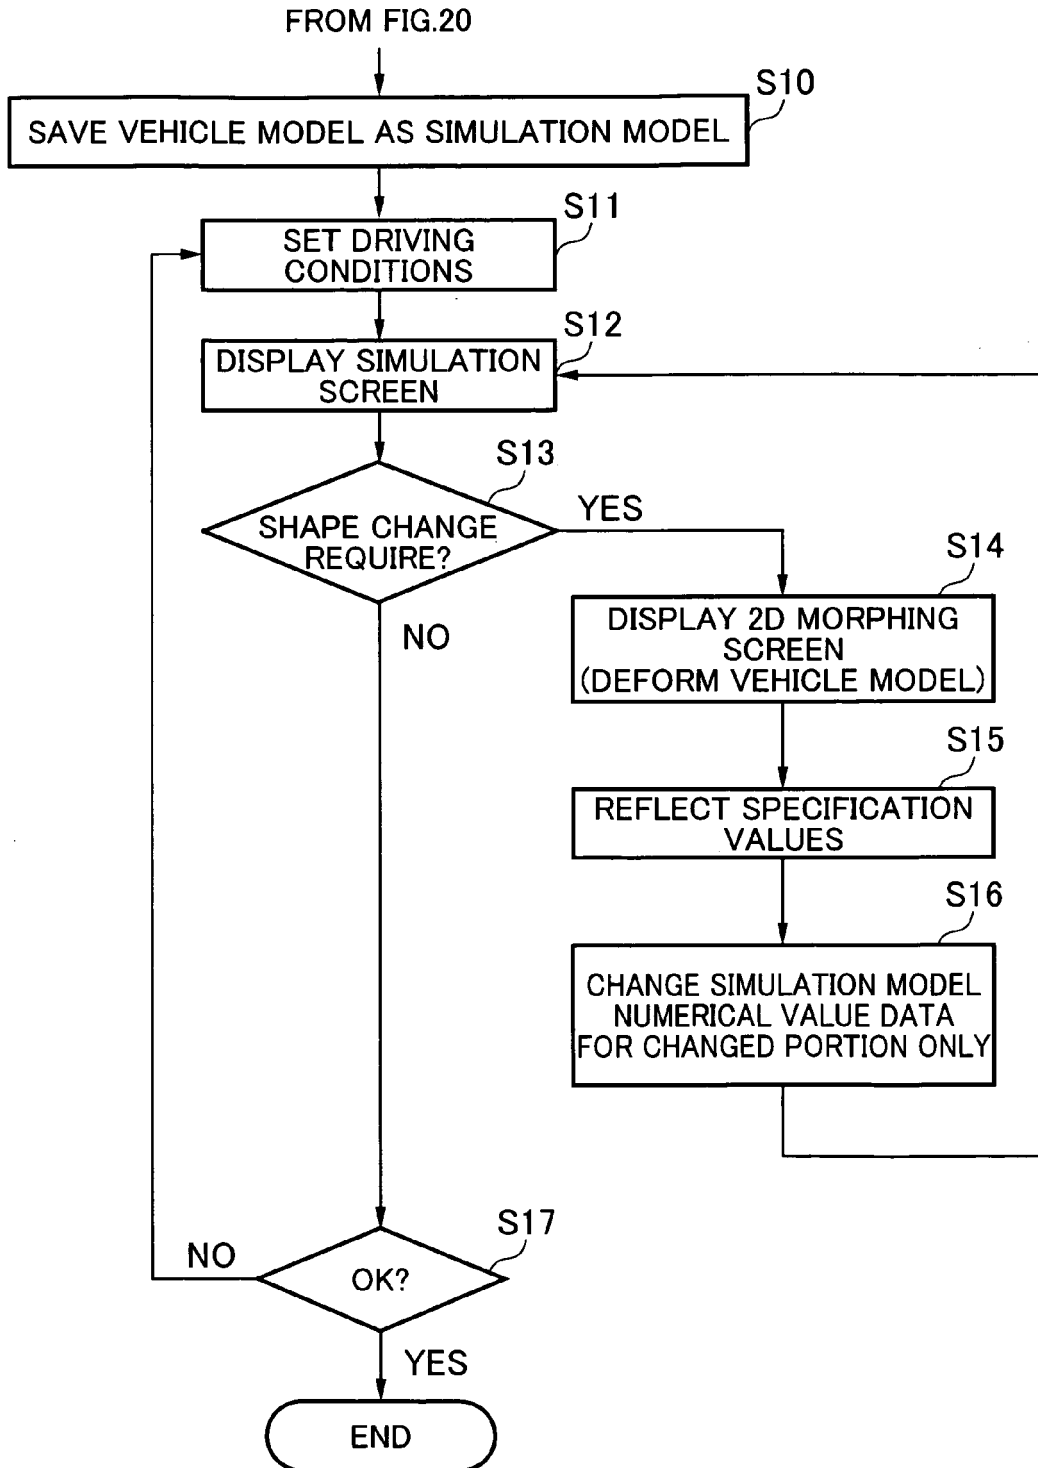 FROM FIG.20
S10
SAVE VEHICLE MODEL AS SIMULATION MODEL
S11
SET DRIVING
CONDITIONS
S12
DISPLAY SIMULATION
SCREEN
S13
SHAPE CHANGE
REQUIRE?
YES
NO
S14
DISPLAY 2D MORPHING
SCREEN
(DEFORM VEHICLE MODEL)
S15
REFLECT SPECIFICATION
VALUES
S16
CHANGE SIMULATION MODEL
NUMERICAL VALUE DATA
FOR CHANGED PORTION ONLY
S17
NO
OK?
YES
END